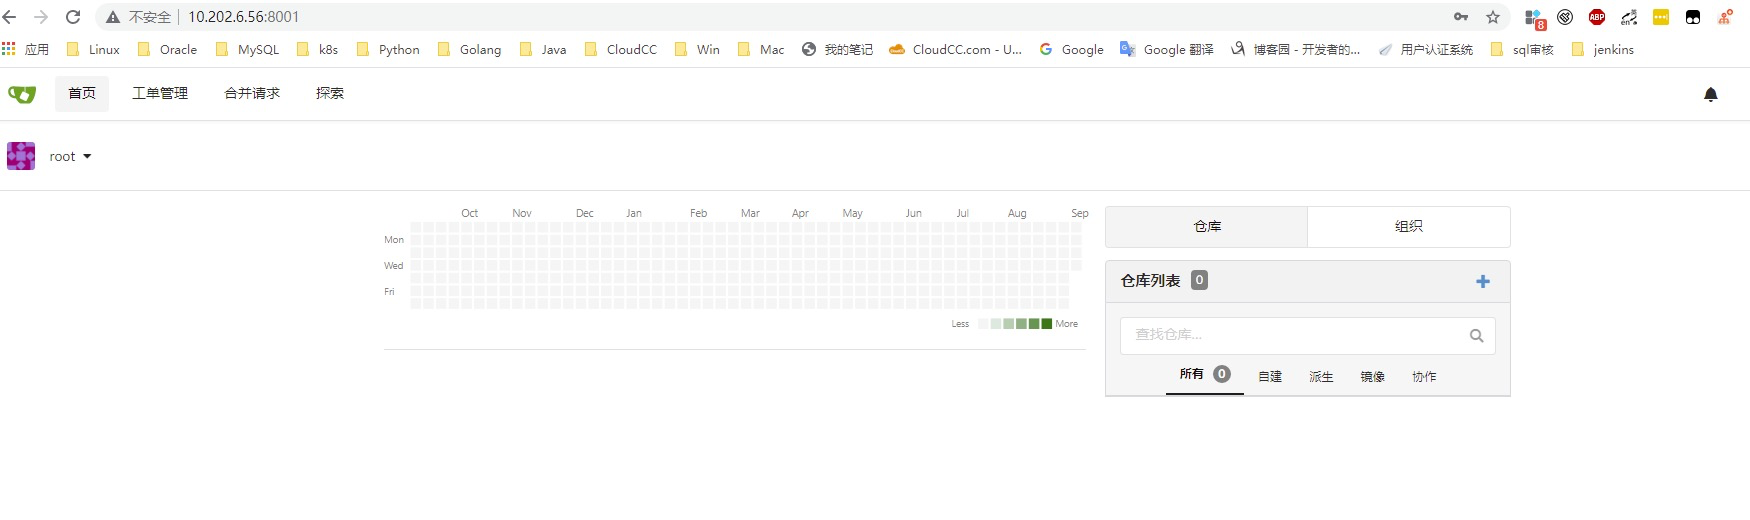 不安全 | 10.202.6.56:8001
8 ABP 英 en
应用 Linux Oracle MySQL k8s Python Golang Java CloudCC Win Mac 我的笔记 CloudCC.com - U... Google Google 翻译 博客园 - 开发者的... 用户认证系统 sql审核 jenkins
首页 工单管理 合并请求 探索
root
Oct Nov Dec Jan Feb Mar Apr May Jun Jul Aug Sep
Mon
Wed
Fri
Less More
仓库 组织
仓库列表 0
查找仓库...
所有 0 自建 派生 镜像 协作